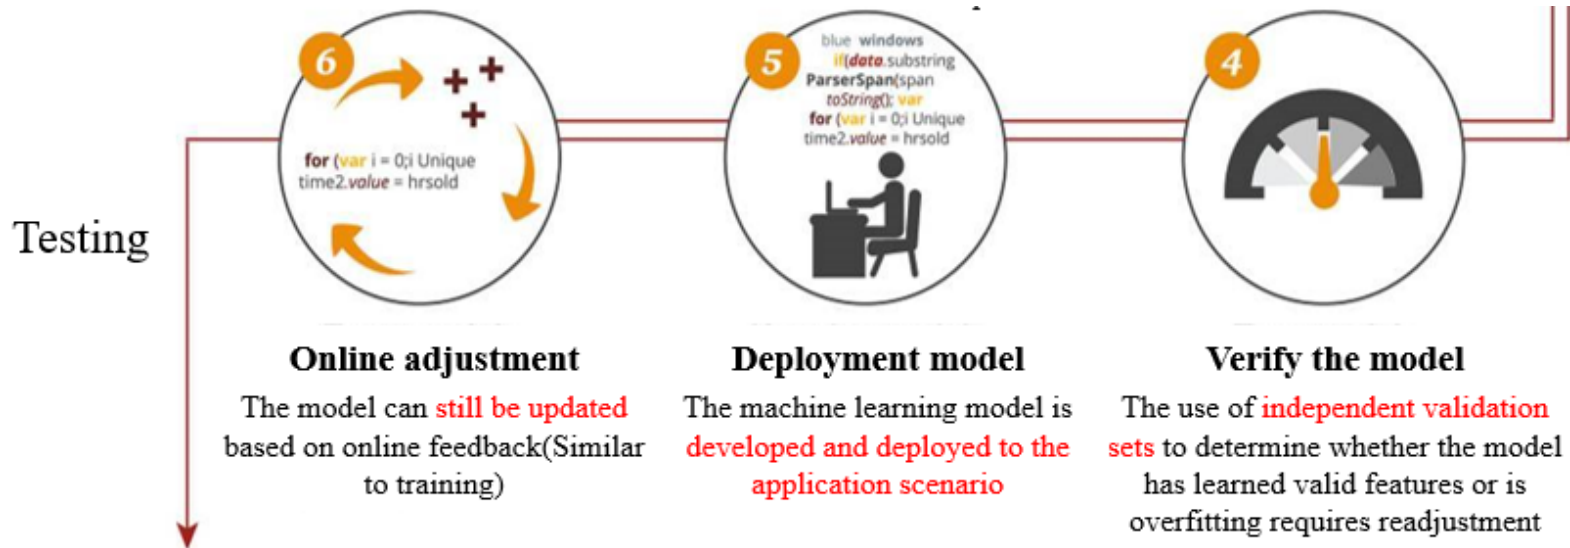 6
for (var i = 0;i Unique
time2.value = hrsold
5
blue windows
if(data.substring
ParserSpan(span
toString(); var
for (var i = 0;i Unique
time2.value = hrsold
4
Testing
Online adjustment
The model can still be updated
based on online feedback(Similar
to training)
Deployment model
The machine learning model is
developed and deployed to the
application scenario
Verify the model
The use of independent validation
sets to determine whether the model
has learned valid features or is
overfitting requires readjustment